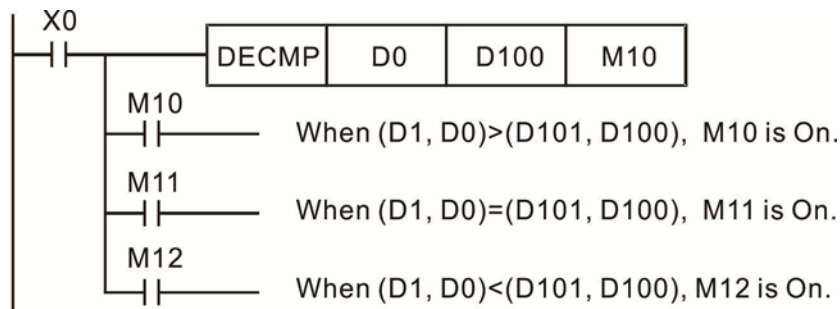 X0
DECMP D0 D100 M10
M10
When (D1, D0)>(D101, D100), M10 is On.
M11
When (D1, D0)=(D101, D100), M11 is On.
M12
When (D1, D0)<(D101, D100), M12 is On.